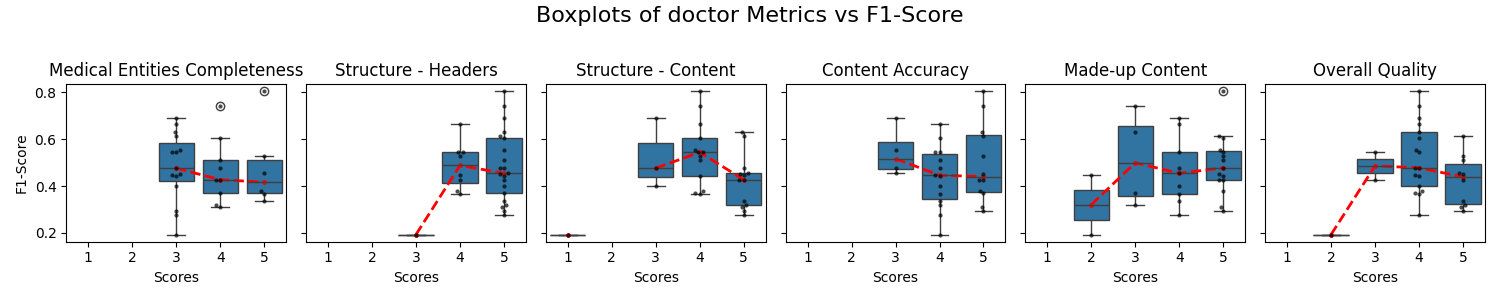 Boxplots of doctor Metrics vs F1-Score
Medical Entities Completeness
Structure - Headers
Structure - Content
Content Accuracy
Made-up Content
Overall Quality
F1-Score
0.8
0.6
0.4
0.2
1 2 3 4 5
1 2 3 4 5
1 2 3 4 5
1 2 3 4 5
1 2 3 4 5
1 2 3 4 5
Scores
Scores
Scores
Scores
Scores
Scores